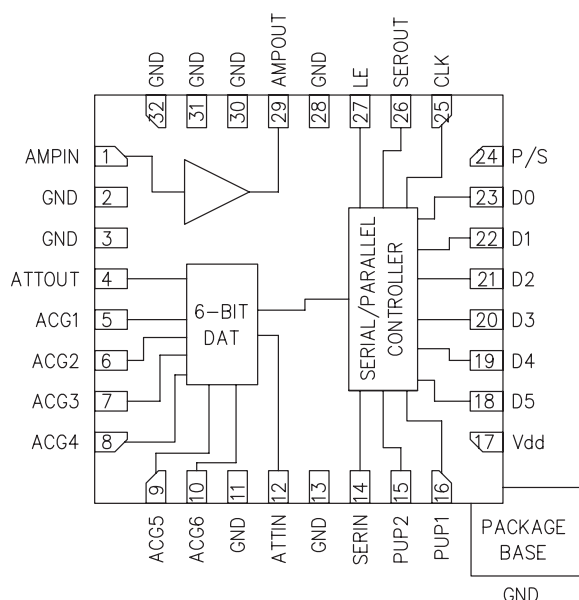 GND
GND
GND
AMPOUT
GND
LE
SEROUT
CLK
32
31
30
29
28
27
26
25
AMPIN 1
GND 2
GND 3
ATTOUT 4
ACG1 5
ACG2 6
ACG3 7
ACG4 8
6-BIT
DAT
SERIAL/PARALLEL
CONTROLLER
24 P/S
23 D0
22 D1
21 D2
20 D3
19 D4
18 D5
17 Vdd
9
10
11
12
13
14
15
16
ACG5
ACG6
GND
ATTIN
GND
SERIN
PUP2
PUP1
PACKAGE
BASE
GND